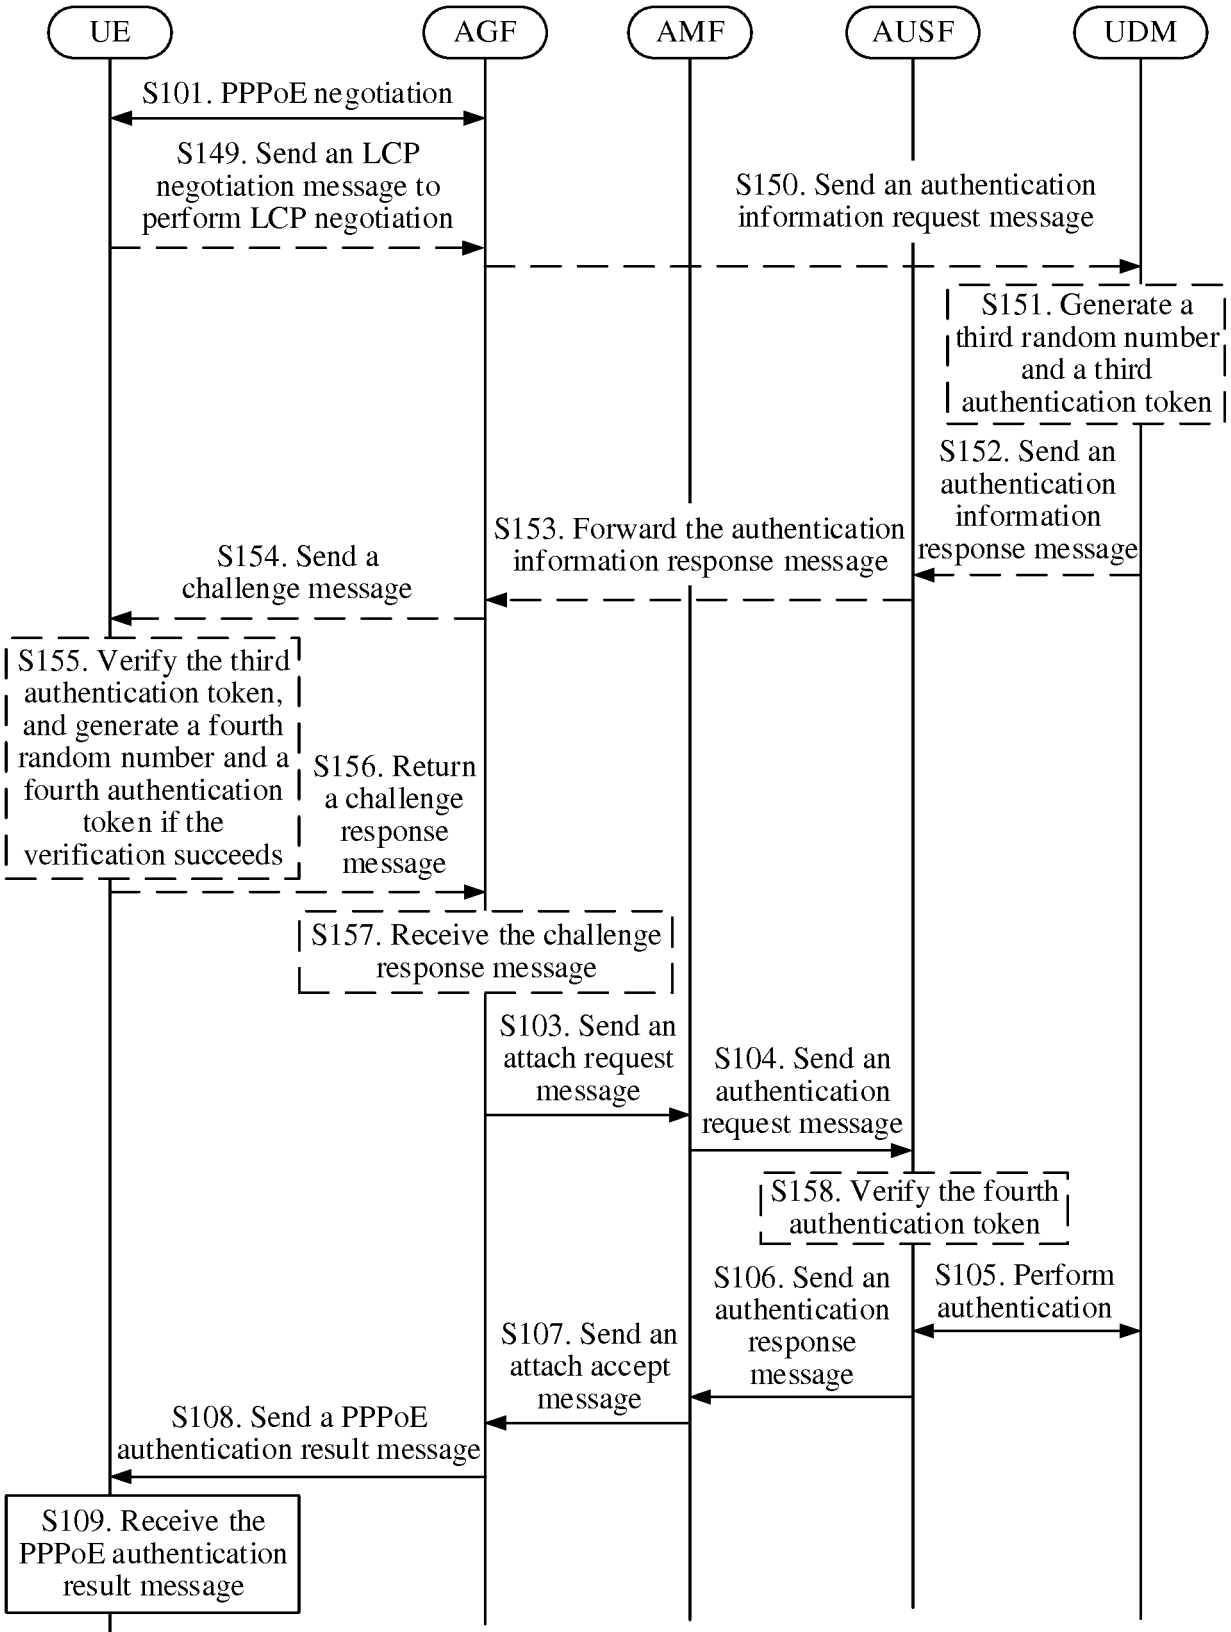 UE
AGF
AMF
AUSF
UDM
S101. PPPoE negotiation
S149. Send an LCP
negotiation message to
perform LCP negotiation
S150. Send an authentication
information request message
S151. Generate a
third random number
and a third
authentication token
S152. Send an
authentication
information
response message
S153. Forward the authentication
information response message
S154. Send a
challenge message
S155. Verify the third
authentication token,
and generate a fourth
random number and a
fourth authentication
token if the
verification succeeds
S156. Return
a challenge
response
message
S157. Receive the challenge
response message
S103. Send an
attach request
message
S104. Send an
authentication
request message
S158. Verify the fourth
authentication token
S105. Perform
authentication
S106. Send an
authentication
response
message
S107. Send an
attach accept
message
S108. Send a PPPoE
authentication result message
S109. Receive the
PPPoE authentication
result message